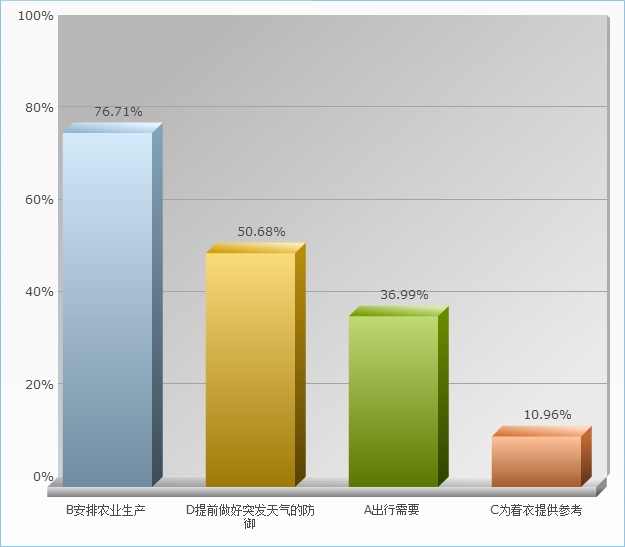 100%
80%
60%
40%
20%
0%
76.71%
50.68%
36.99%
10.96%
B安排农业生产
D提前做好突发天气的防
御
A出行需要
C为着衣提供参考